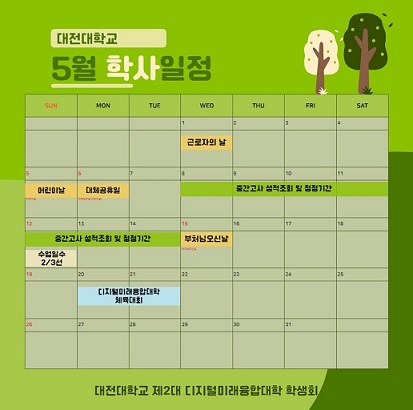 대전대학교
5월 학사일정
SUN MON TUE WED THU FRI SAT
1 2 3 4
근로자의 날
5 6 7 8 9 10 11
어린이날 대체공휴일 중간고사 성적조회 및 정정기간
12 13 14 15 16 17 18
중간고사 성적조회 및 정정기간 부처님오신날
수업일수
2/3선
19 20 21 22 23 24 25
디지털미래융합대학
체육대회
26 27 28 29 30 31
대전대학교 제2대 디지털미래융합대학 학생회